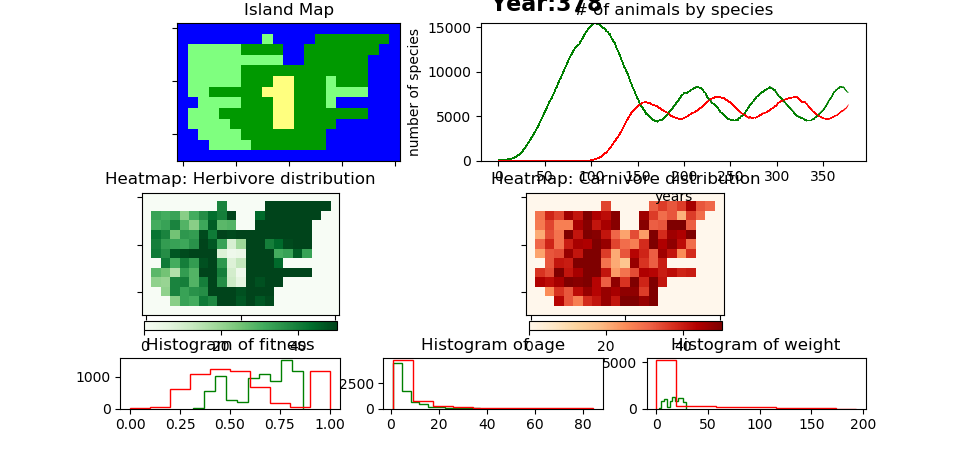 Year:378
Island Map
# of animals by species
number of species
15000
10000
5000
0
0 50 100 150 200 250 300 350
years
Heatmap: Herbivore distribution
Heatmap: Carnivore distribution
0 20 40
0 20 40
Histogram of fitness
Histogram of age
Histogram of weight
1000
0
0.00 0.25 0.50 0.75 1.00
2500
0
0 20 40 60 80
5000
0
0 50 100 150 200